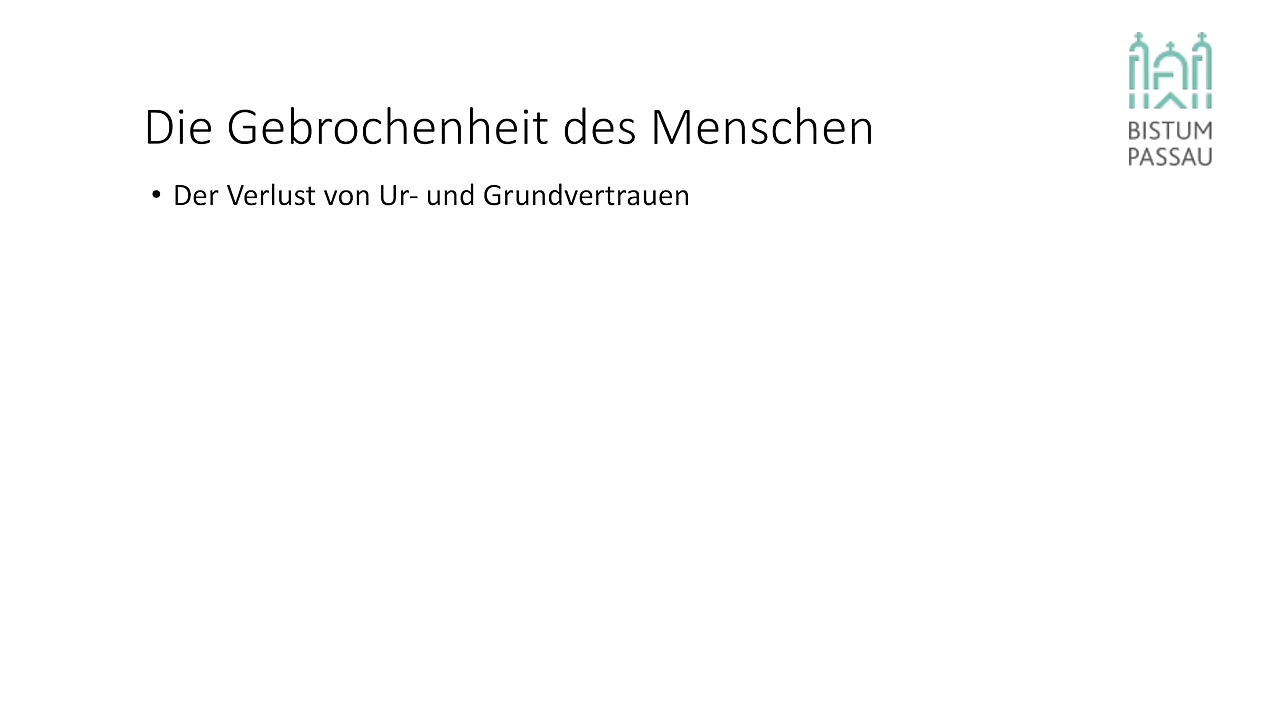 Die Gebrochenheit des Menschen
• Der Verlust von Ur- und Grundvertrauen
BISTUM
PASSAU